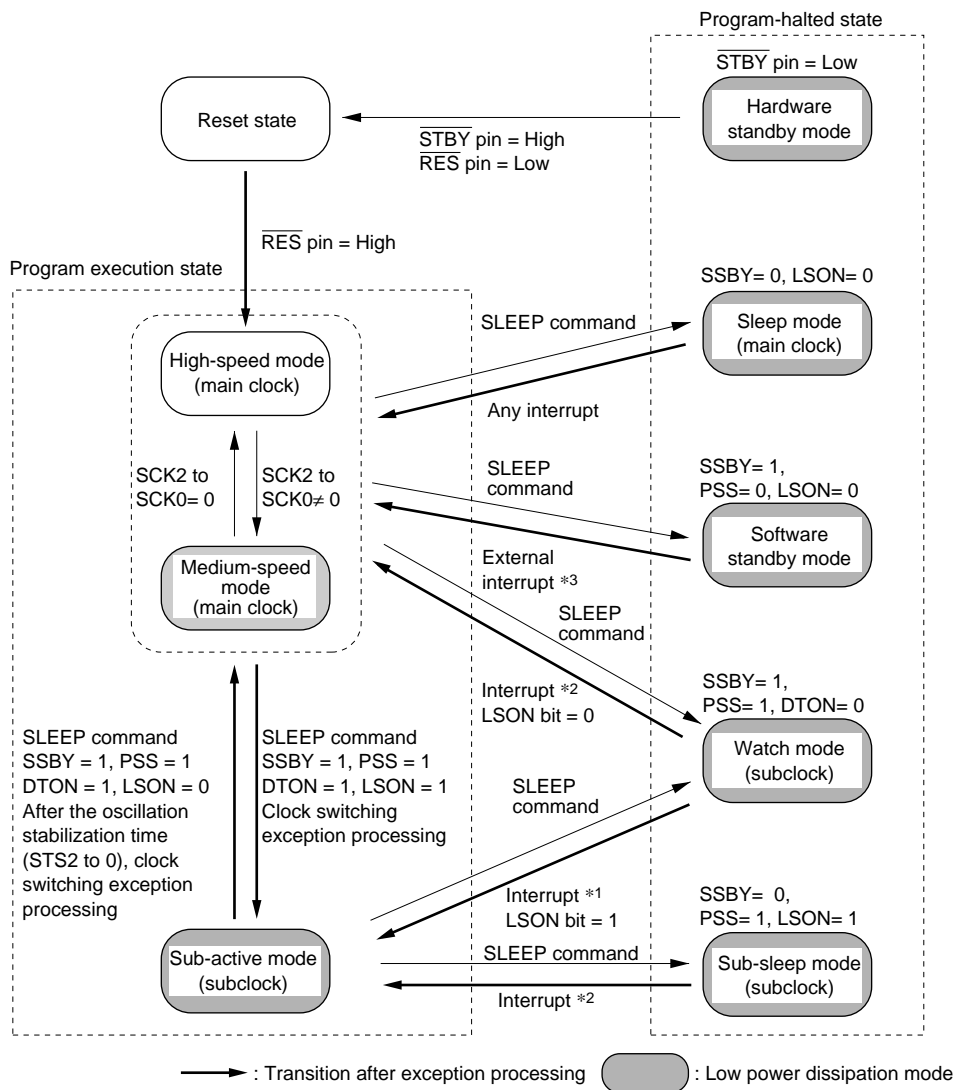 Program-halted state
STBY pin = Low
Hardware
standby mode
Reset state
STBY pin = High
RES pin = Low
RES pin = High
Program execution state
SSBY= 0, LSON= 0
SLEEP command
Sleep mode
(main clock)
High-speed mode
(main clock)
Any interrupt
SCK2 to
SCK0= 0
SCK2 to
SCK0≠ 0
SLEEP
command
SSBY= 1,
PSS= 0, LSON= 0
Software
standby mode
Medium-speed
mode
(main clock)
External
interrupt *3
SLEEP
command
Interrupt *2
LSON bit = 0
SSBY= 1,
PSS= 1, DTON= 0
Watch mode
(subclock)
SLEEP command
SSBY = 1, PSS = 1
DTON = 1, LSON = 0
After the oscillation
stabilization time
(STS2 to 0), clock
switching exception
processing
SLEEP command
SSBY = 1, PSS = 1
DTON = 1, LSON = 1
Clock switching
exception processing
SLEEP
command
Interrupt *1
LSON bit = 1
SSBY= 0,
PSS= 1, LSON= 1
Sub-active mode
(subclock)
SLEEP command
Sub-sleep mode
(subclock)
Interrupt *2
: Transition after exception processing
: Low power dissipation mode